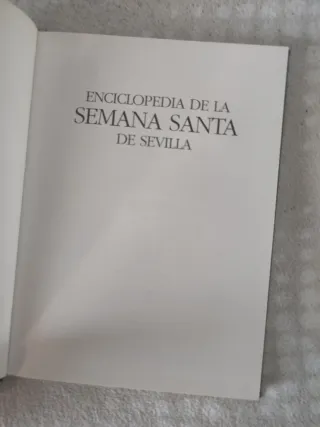 ENCICLOPEDIA DE LA
SEMANA SANTA
DE SEVILLA